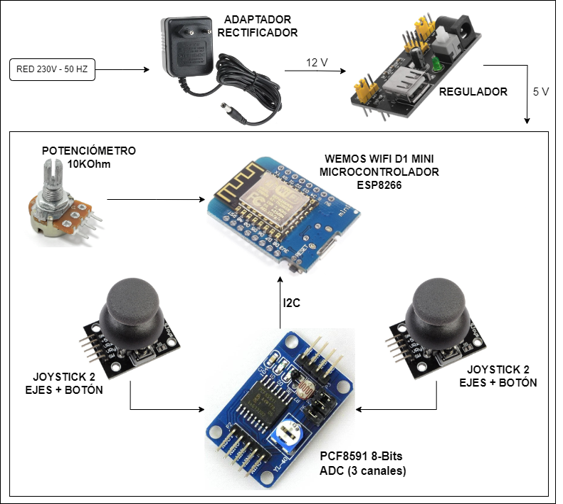 ADAPTADOR
RECTIFICADOR
RED 230V - 50 HZ
12 V
REGULADOR
5 V
POTENCIÓMETRO
10KOhm
WEMOS WIFI D1 MINI
MICROCONTROLADOR
ESP8266
I2C
JOYSTICK 2
EJES + BOTÓN
JOYSTICK 2
EJES + BOTÓN
PCF8591 8-Bits
ADC (3 canales)